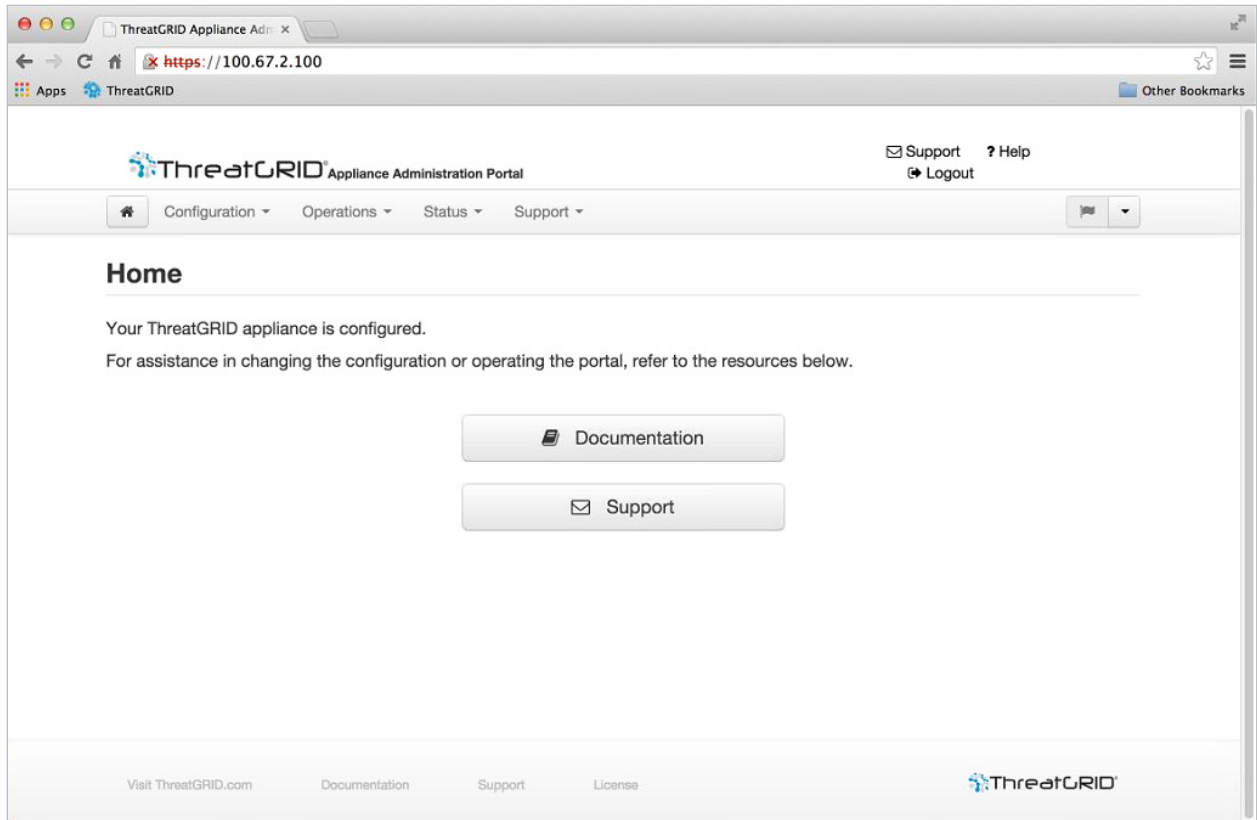 ThreatGRID Appliance Adm
https://100.67.2.100
Apps ThreatGRID Other Bookmarks
ThreatGRID® Appliance Administration Portal
Support ? Help
Logout
Configuration Operations Status Support
Home
Your ThreatGRID appliance is configured.
For assistance in changing the configuration or operating the portal, refer to the resources below.
Documentation
Support
Visit ThreatGRID.com Documentation Support License ThreatGRID